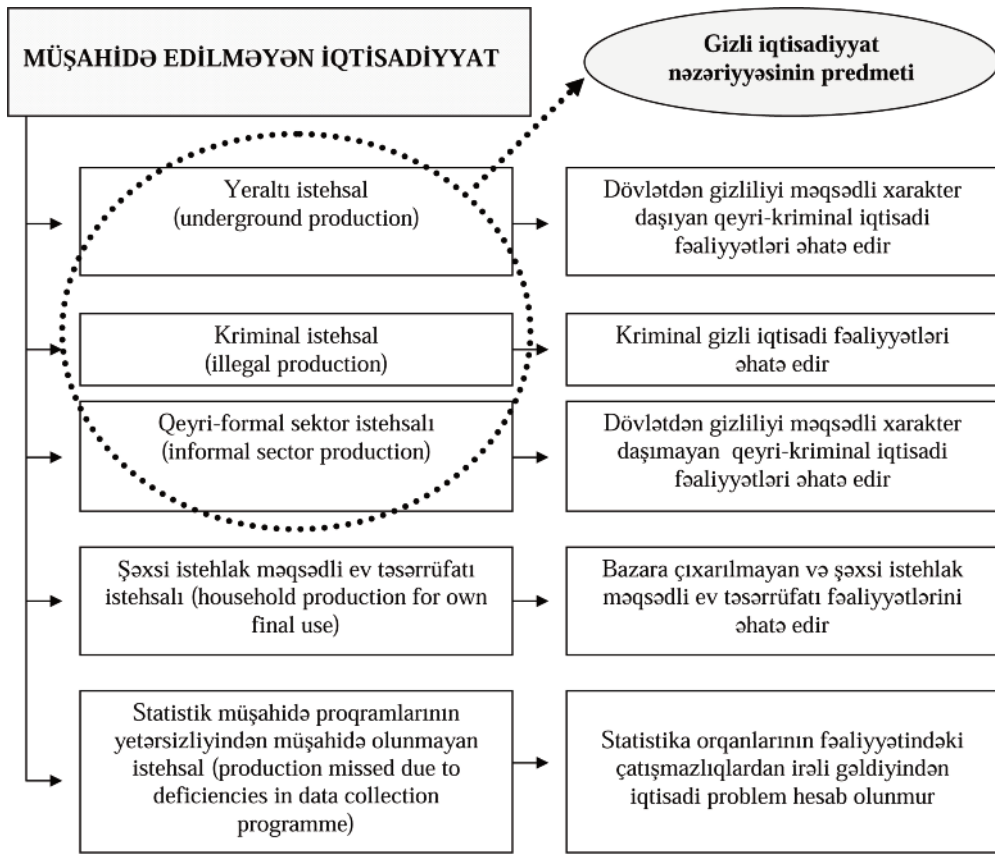 MÜŞAHİDƏ EDİLMƏYƏN İQTİSADİYYAT
Gizli iqtisadiyyat
nəzəriyyəsinin predmeti
Yeraltı istehsal
(underground production)
Dövlətdən gizliliyi məqsədli xarakter
daşıyan qeyri-kriminal iqtisadi
fəaliyyətləri əhatə edir
Kriminal istehsal
(illegal production)
Kriminal gizli iqtisadi fəaliyyətləri
əhatə edir
Qeyri-formal sektor istehsalı
(informal sector production)
Dövlətdən gizliliyi məqsədli xarakter
daşımayan qeyri-kriminal iqtisadi
fəaliyyətləri əhatə edir
Şəxsi istehlak məqsədli ev təsərrüfatı
istehsalı (household production for own
final use)
Bazara çıxarılmayan və şəxsi istehlak
məqsədli ev təsərrüfatı fəaliyyətlərini
əhatə edir
Statistik müşahidə proqramlarının
yetərsizliyindən müşahidə olunmayan
istehsal (production missed due to
deficiencies in data collection
programme)
Statistika orqanlarının fəaliyyətindəki
çatışmazlıqlardan irəli gəldiyindən
iqtisadi problem hesab olunmur